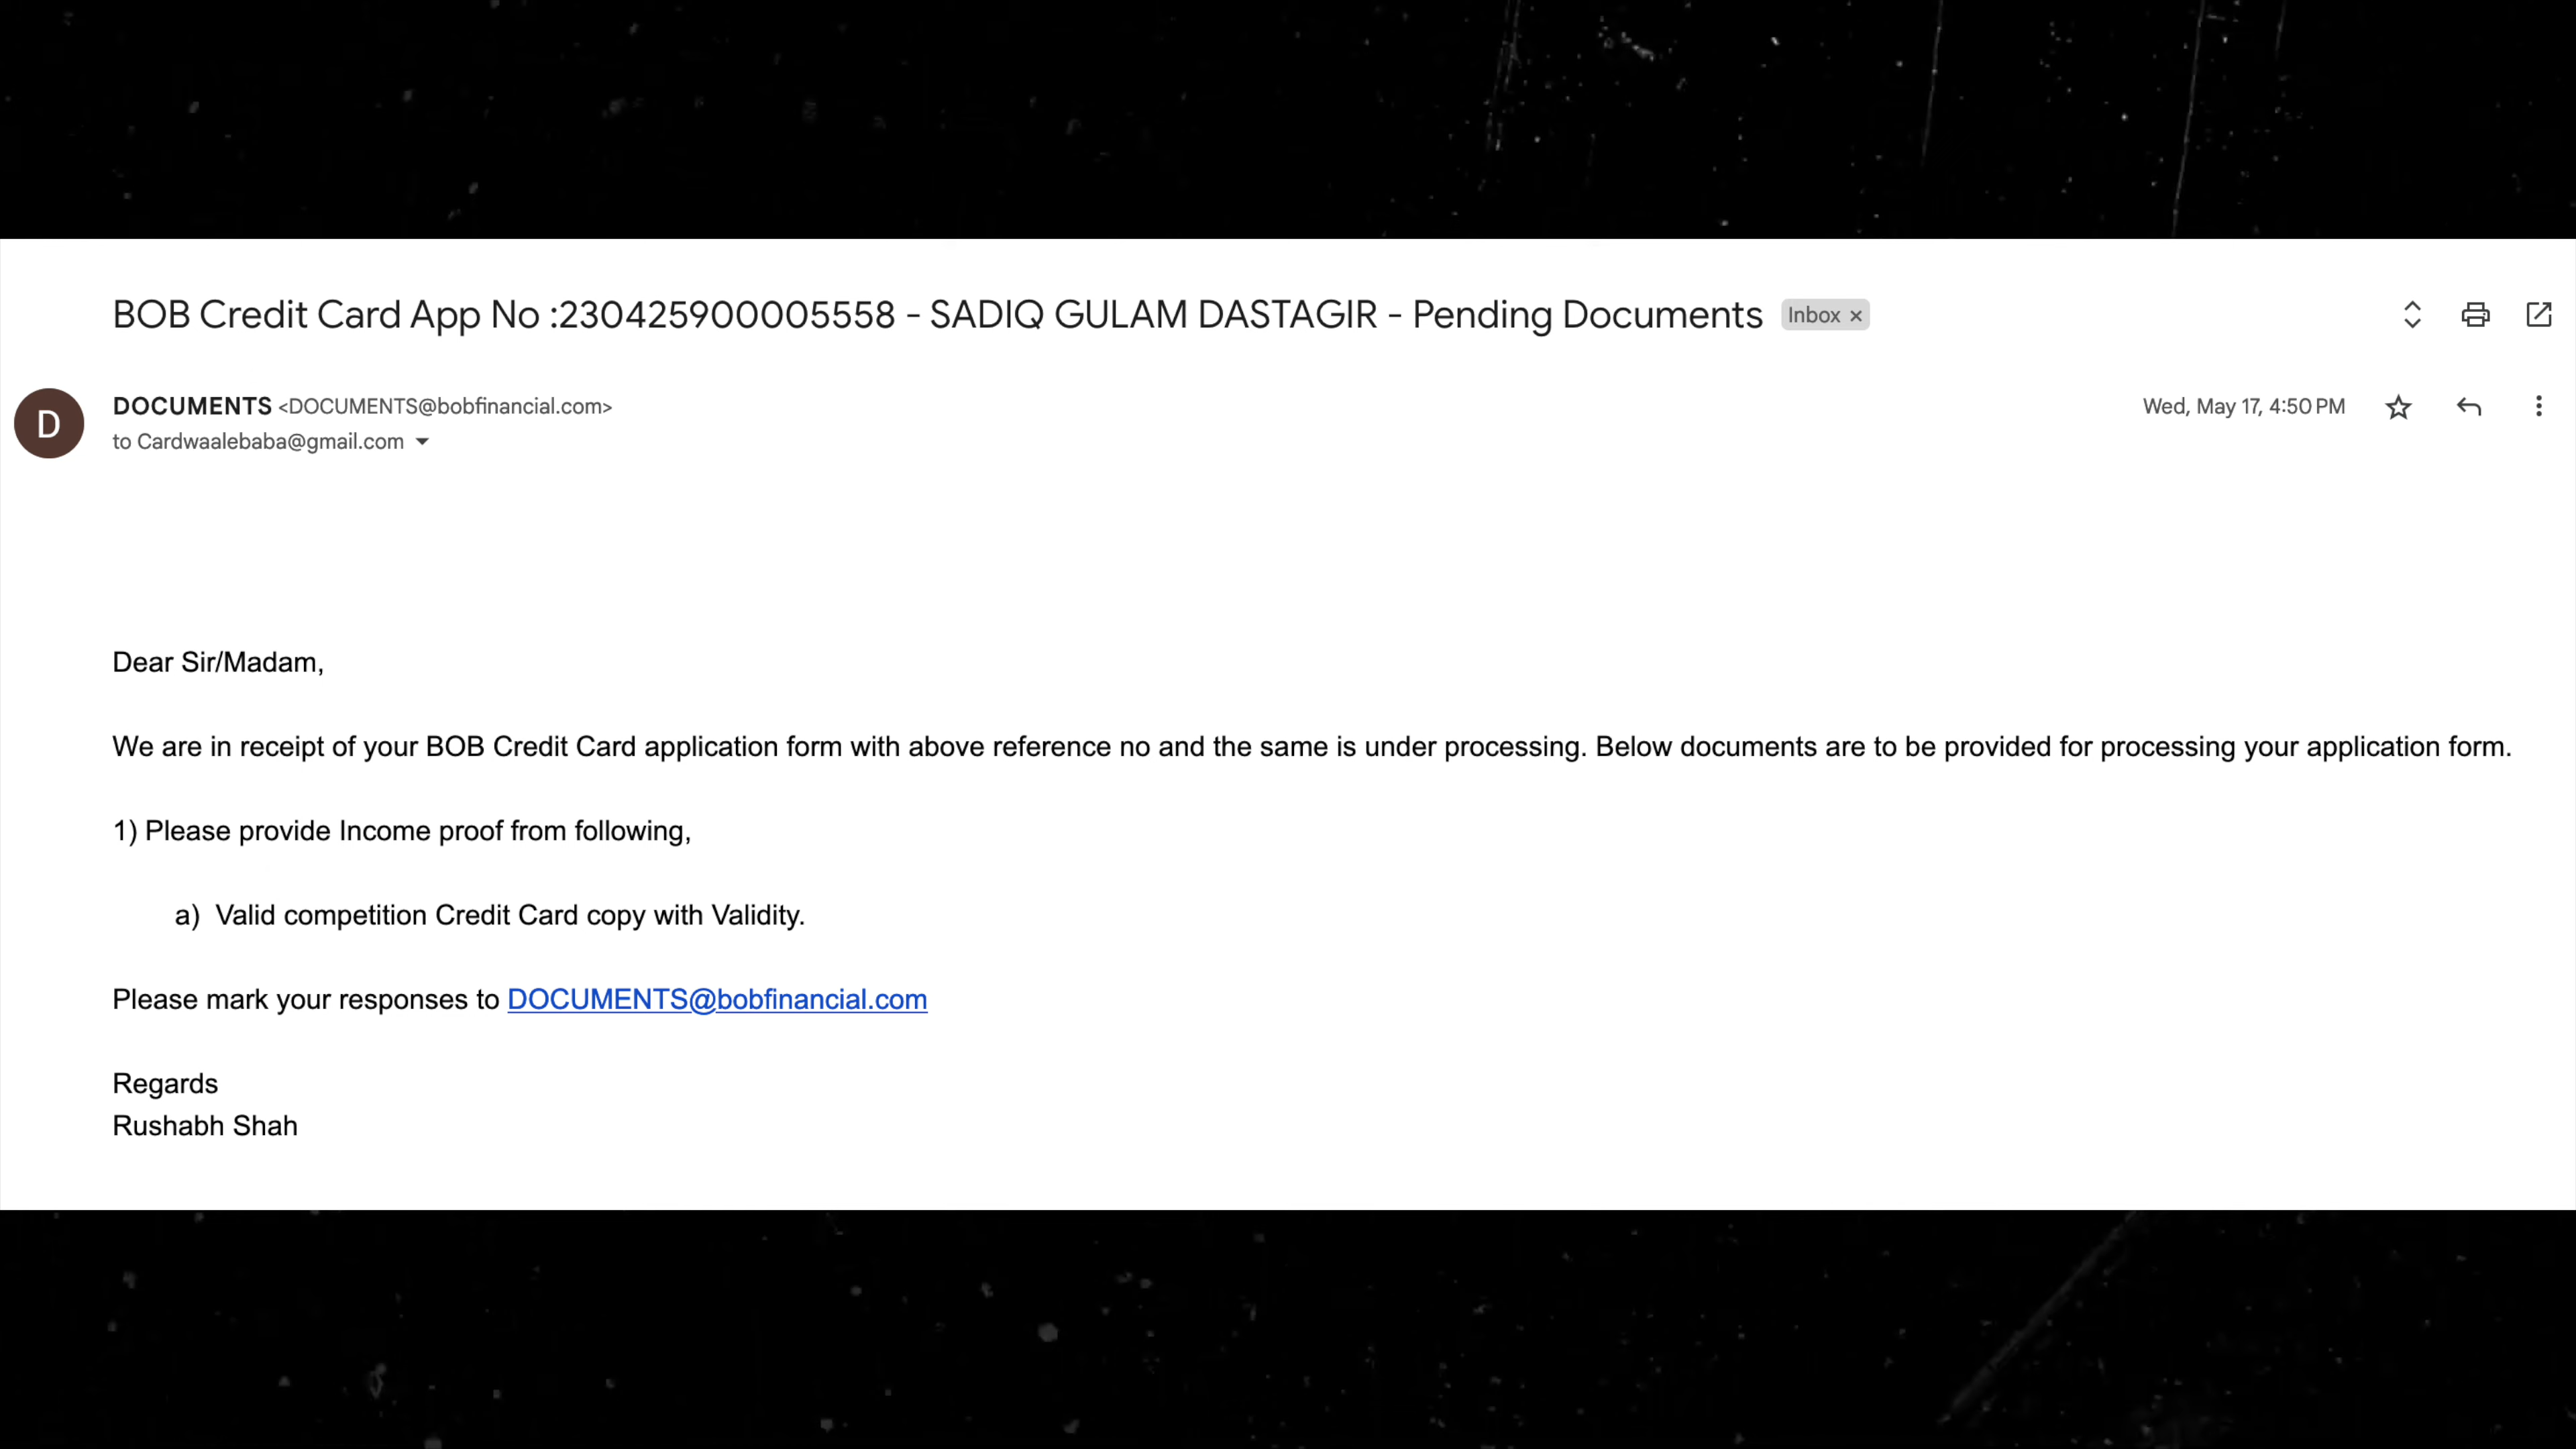 BOB Credit Card App No :230425900005558 - SADIQ GULAM DASTAGIR - Pending Documents Inbox ×
D
DOCUMENTS <DOCUMENTS@bobfinancial.com>
Wed, May 17, 4:50 PM
to Cardwaalebaba@gmail.com
Dear Sir/Madam,
We are in receipt of your BOB Credit Card application form with above reference no and the same is under processing. Below documents are to be provided for processing your application form.
1) Please provide Income proof from following,
a) Valid competition Credit Card copy with Validity.
Please mark your responses to DOCUMENTS@bobfinancial.com
Regards
Rushabh Shah